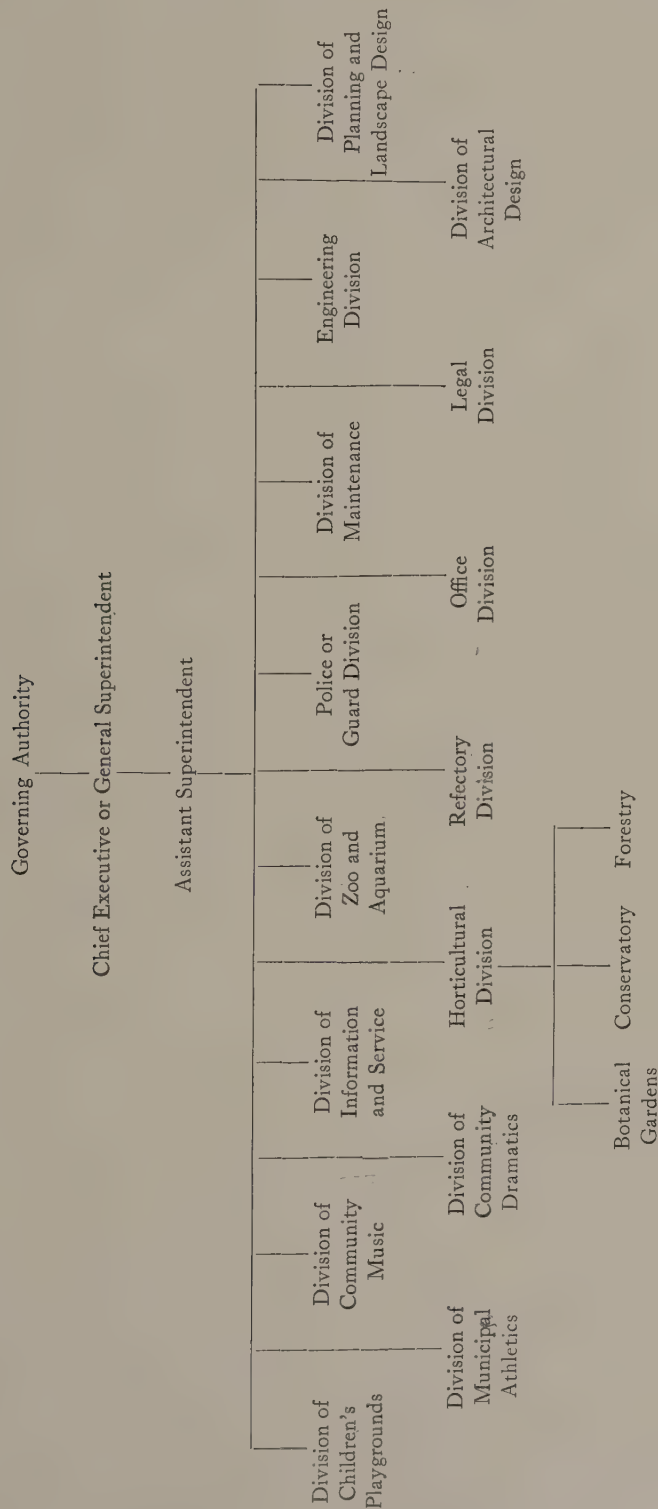 Governing Authority
Chief Executive or General Superintendent
Assistant Superintendent
Division of
Children's
Playgrounds
Division of
Community
Music
Division of
Information
and Service
Division of
Zoo and
Aquarium
Police or
Guard Division
Division of
Maintenance
Engineering
Division
Division of
Planning and
Landscape Design
Division of
Municipal
Athletics
Division of
Community
Dramatics
Horticultural
Division
Refectory
Division
Office
Division
Legal
Division
Division of
Architectural
Design
Botanical
Gardens
Conservatory
Forestry